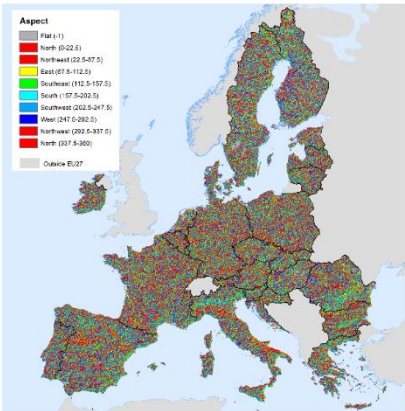 Aspect
Flat (-1)
North (0-22.5)
Northeast (22.5-67.5)
East (67.5-112.5)
Southeast (112.5-157.5)
South (157.5-202.5)
Southwest (202.5-247.5)
West (247.5-292.5)
Northwest (292.5-337.5)
North (337.5-360)
Outside EU27